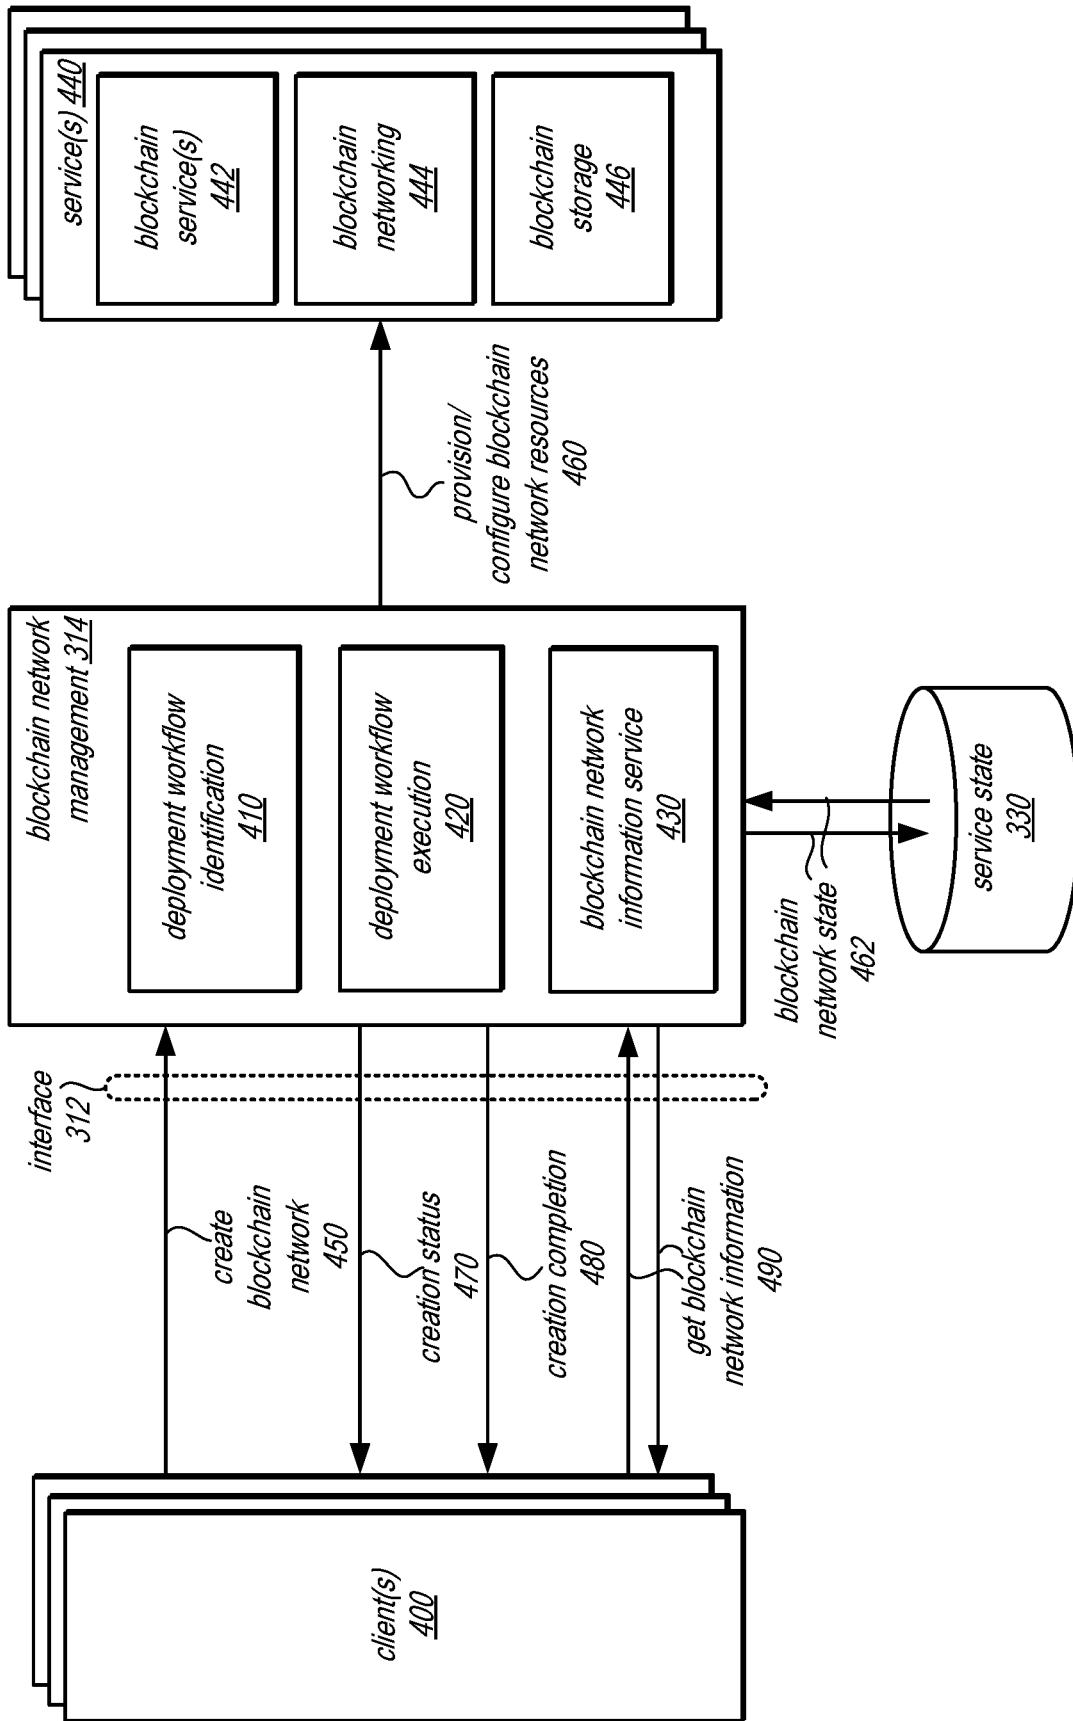 client(s)
400
interface
312
create
blockchain
network
450
creation status
470
creation completion
480
get blockchain
network information
490
blockchain network
management 314
deployment workflow
identification
410
deployment workflow
execution
420
blockchain network
information service
430
blockchain
network state
462
service state
330
provision/
configure blockchain
network resources
460
service(s) 440
blockchain
service(s)
442
blockchain
networking
444
blockchain
storage
446